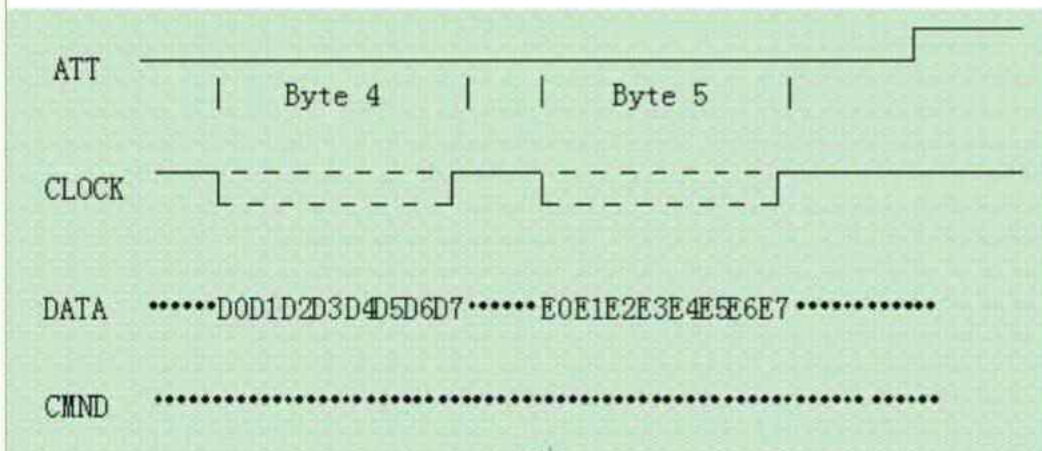 ATT
Byte 4 Byte 5
CLOCK
DATA ······D0D1D2D3D4D5D6D7······E0E1E2E3E4E5E6E7············
CMND